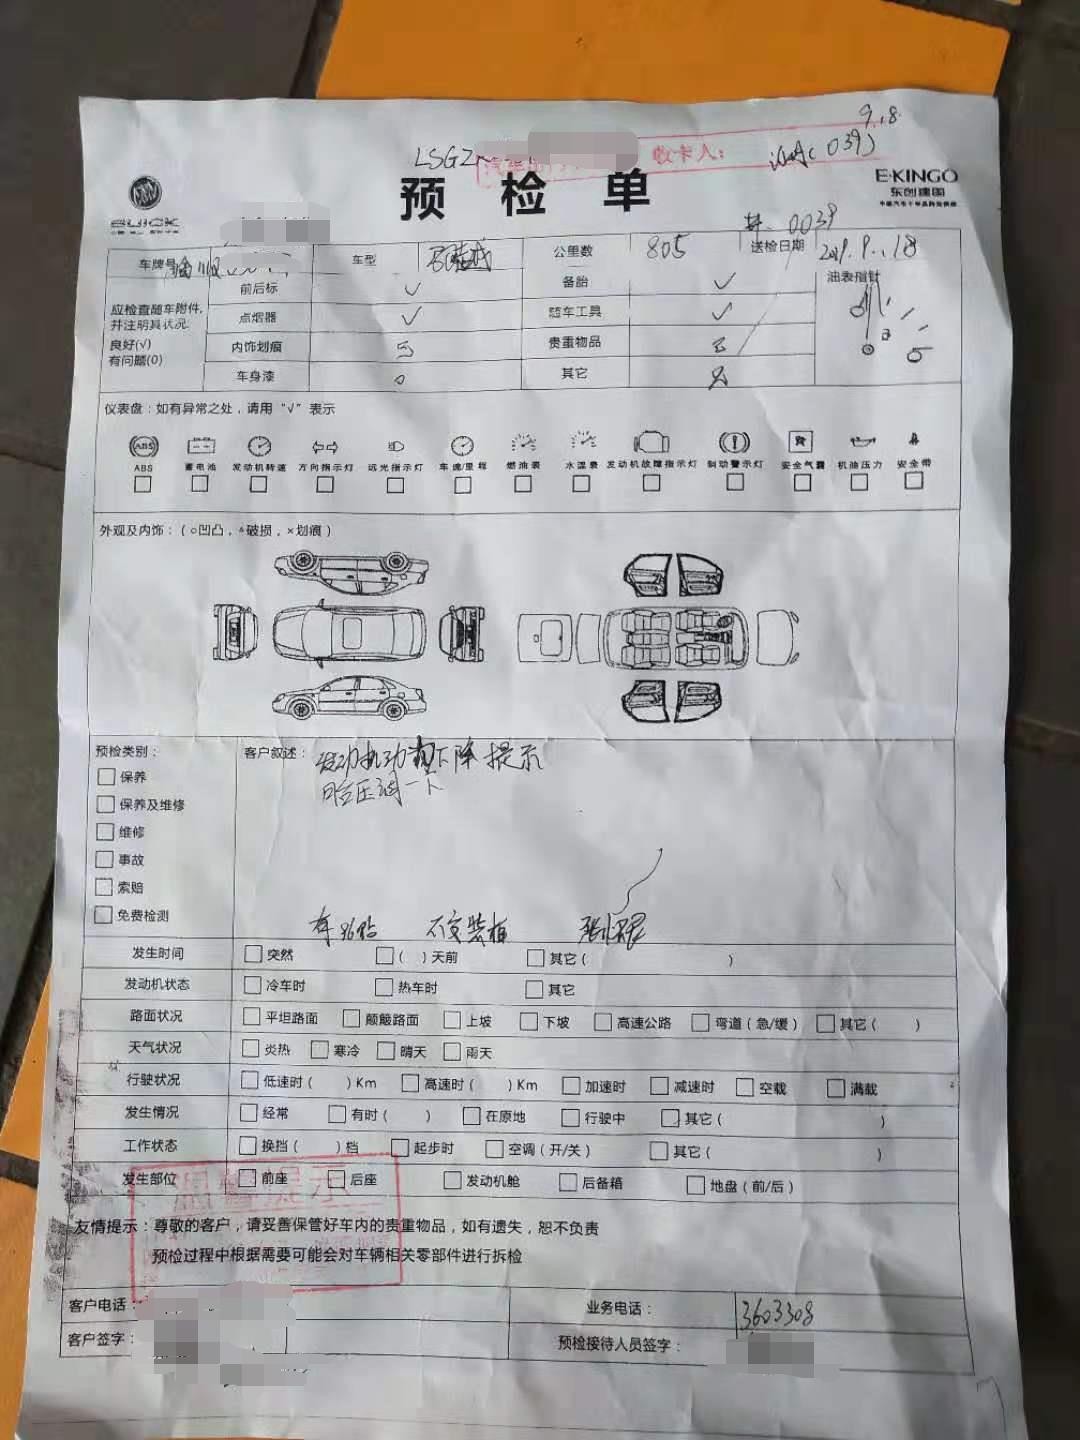 9.18
LSGZ
收卡人：
(039)
预检单
BUICK
E·KINGO
东创建国
0039
车牌号
车型
君越
公里数
805
送检日期
2019.9.18
应检查随车附件,
并注明其状况:
良好(√)
有问题(0)
前后标
√
备胎
√
油表指针
点烟器
√
随车工具
√
内饰划痕
贵重物品
车身漆
0
其它
仪表盘：如有异常之处，请用“√”表示
ABS
ABS 蓄电池 发动机转速 方向指示灯 远光指示灯 车速/里程 燃油表 水温表 发动机故障指示灯 制动警示灯 安全气囊 机油压力 安全带
外观及内饰：(○凹凸，▵破损，×划痕)
预检类别：
保养
保养及维修
维修
事故
索赔
免费检测
客户叙述：
发动机动力下降提示
胎压调一下
发生时间 突然 ( )天前 其它( )
发动机状态 冷车时 热车时 其它
路面状况 平坦路面 颠簸路面 上坡 下坡 高速公路 弯道(急/缓) 其它( )
天气状况 炎热 寒冷 晴天 雨天
行驶状况 低速时( )Km 高速时( )Km 加速时 减速时 空载 满载
发生情况 经常 有时( ) 在原地 行驶中 其它( )
工作状态 换挡( )档 起步时 空调(开/关) 其它( )
发生部位 前座 后座 发动机舱 后备箱 地盘(前/后)
友情提示：尊敬的客户，请妥善保管好车内的贵重物品，如有遗失，恕不负责
预检过程中根据需要可能会对车辆相关零部件进行拆检
客户电话：
业务电话：
3603308
客户签字：
预检接待人员签字：